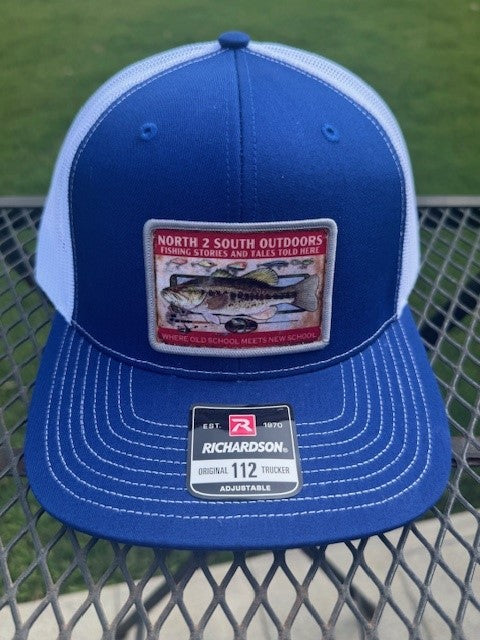 NORTH 2 SOUTH OUTDOORS
FISHING STORIES AND TALES TOLD HERE
WHERE OLD SCHOOL MEETS NEW SCHOOL
EST. R 1970
RICHARDSON®
ORIGINAL 112 TRUCKER
ADJUSTABLE